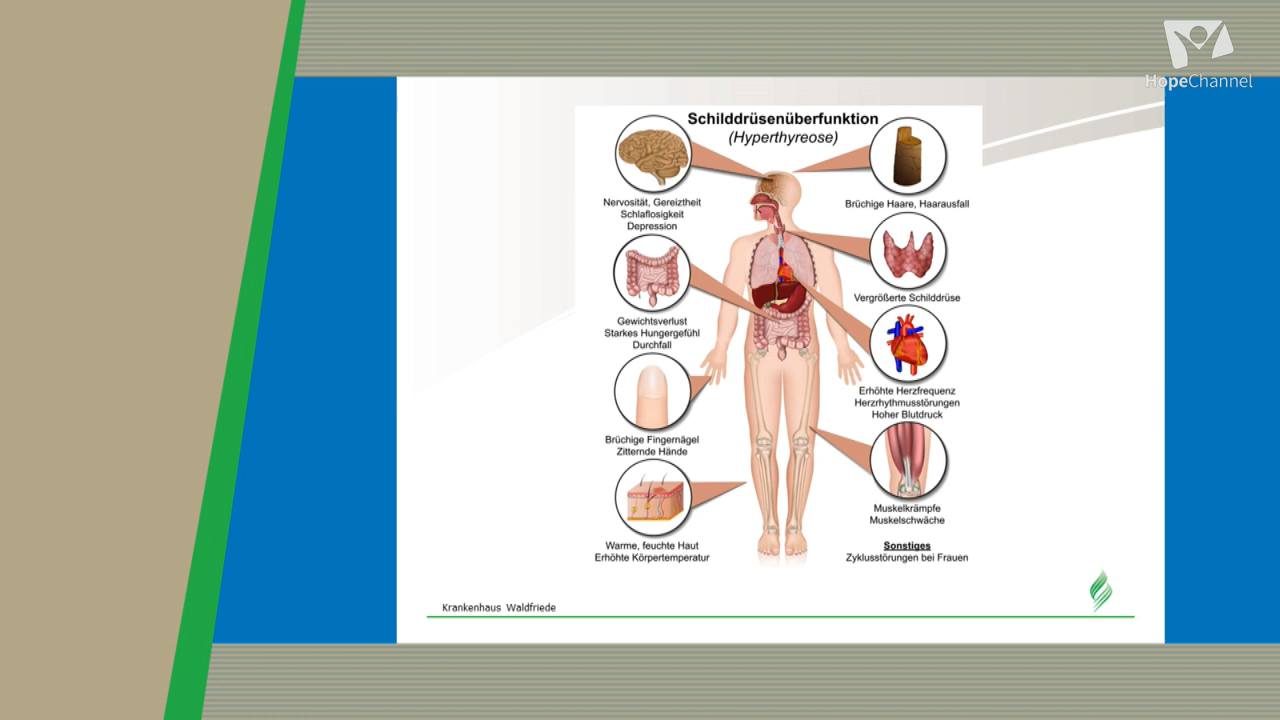 HopeChannel
Schilddrüsenüberfunktion
(Hyperthyreose)
Nervosität, Gereiztheit
Schlaflosigkeit
Depression
Brüchige Haare, Haarausfall
Gewichtsverlust
Starkes Hungergefühl
Durchfall
Vergrößerte Schilddrüse
Brüchige Fingernägel
Zitternde Hände
Erhöhte Herzfrequenz
Herzrhythmusstörungen
Hoher Blutdruck
Warme, feuchte Haut
Erhöhte Körpertemperatur
Muskelkrämpfe
Muskelschwäche
Sonstiges
Zyklusstörungen bei Frauen
Krankenhaus Waldfriede